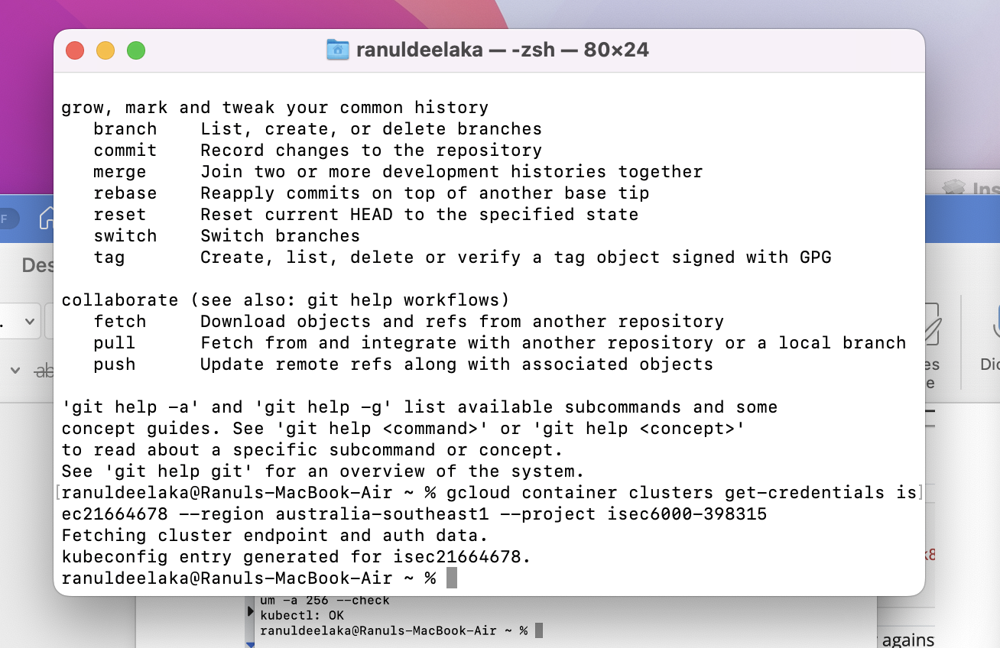 ranuldeelaka — -zsh — 80×24
grow, mark and tweak your common history
branch    List, create, or delete branches
commit    Record changes to the repository
merge     Join two or more development histories together
rebase    Reapply commits on top of another base tip
reset     Reset current HEAD to the specified state
switch    Switch branches
tag       Create, list, delete or verify a tag object signed with GPG
collaborate (see also: git help workflows)
fetch     Download objects and refs from another repository
pull      Fetch from and integrate with another repository or a local branch
push      Update remote refs along with associated objects
'git help -a' and 'git help -g' list available subcommands and some
concept guides. See 'git help <command>' or 'git help <concept>'
to read about a specific subcommand or concept.
See 'git help git' for an overview of the system.
[ranuldeelaka@Ranuls-MacBook-Air ~ % gcloud container clusters get-credentials is]
ec21664678 --region australia-southeast1 --project isec6000-398315
Fetching cluster endpoint and auth data.
kubeconfig entry generated for isec21664678.
ranuldeelaka@Ranuls-MacBook-Air ~ %
Ins
F
Des
ab
es
e
Dic
k8
um -a 256 --check
kubectl: OK
ranuldeelaka@Ranuls-MacBook-Air ~ %
agains